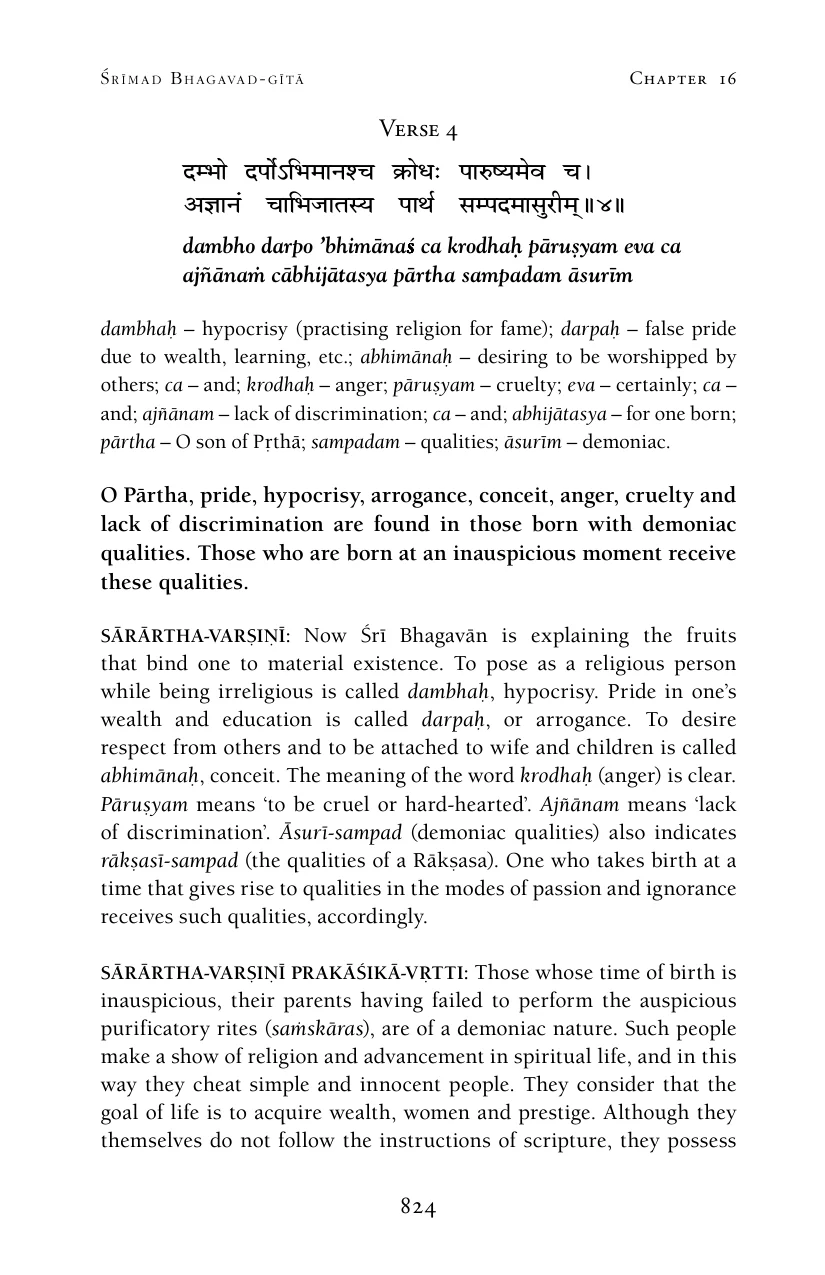 Śrīmad Bhagavad-gītā Chapter 16
Verse 4
दम्भो दर्पोऽभिमानश्च क्रोधः पारुष्यमेव च।
अज्ञानं चाभिजातस्य पार्थ सम्पदमासुरीम्॥४॥
dambho darpo ’bhimānaś ca krodhaḥ pāruṣyam eva ca
ajñānaṁ cābhijātasya pārtha sampadam āsurīm
dambhaḥ – hypocrisy (practising religion for fame); darpaḥ – false pride
due to wealth, learning, etc.; abhimānaḥ – desiring to be worshipped by
others; ca – and; krodhaḥ – anger; pāruṣyam – cruelty; eva – certainly; ca –
and; ajñānam – lack of discrimination; ca – and; abhijātasya – for one born;
pārtha – O son of Pṛthā; sampadam – qualities; āsurīm – demoniac.
O Pārtha, pride, hypocrisy, arrogance, conceit, anger, cruelty and
lack of discrimination are found in those born with demoniac
qualities. Those who are born at an inauspicious moment receive
these qualities.
SĀRĀRTHA-VARṢIṆĪ: Now Śrī Bhagavān is explaining the fruits
that bind one to material existence. To pose as a religious person
while being irreligious is called dambhaḥ, hypocrisy. Pride in one’s
wealth and education is called darpaḥ, or arrogance. To desire
respect from others and to be attached to wife and children is called
abhimānaḥ, conceit. The meaning of the word krodhaḥ (anger) is clear.
Pāruṣyam means ‘to be cruel or hard-hearted’. Ajñānam means ‘lack
of discrimination’. Āsurī-sampad (demoniac qualities) also indicates
rākṣasī-sampad (the qualities of a Rākṣasa). One who takes birth at a
time that gives rise to qualities in the modes of passion and ignorance
receives such qualities, accordingly.
SĀRĀRTHA-VARṢIṆĪ PRAKĀŚIKĀ-VṚTTI: Those whose time of birth is
inauspicious, their parents having failed to perform the auspicious
purificatory rites (saṁskāras), are of a demoniac nature. Such people
make a show of religion and advancement in spiritual life, and in this
way they cheat simple and innocent people. They consider that the
goal of life is to acquire wealth, women and prestige. Although they
themselves do not follow the instructions of scripture, they possess
824